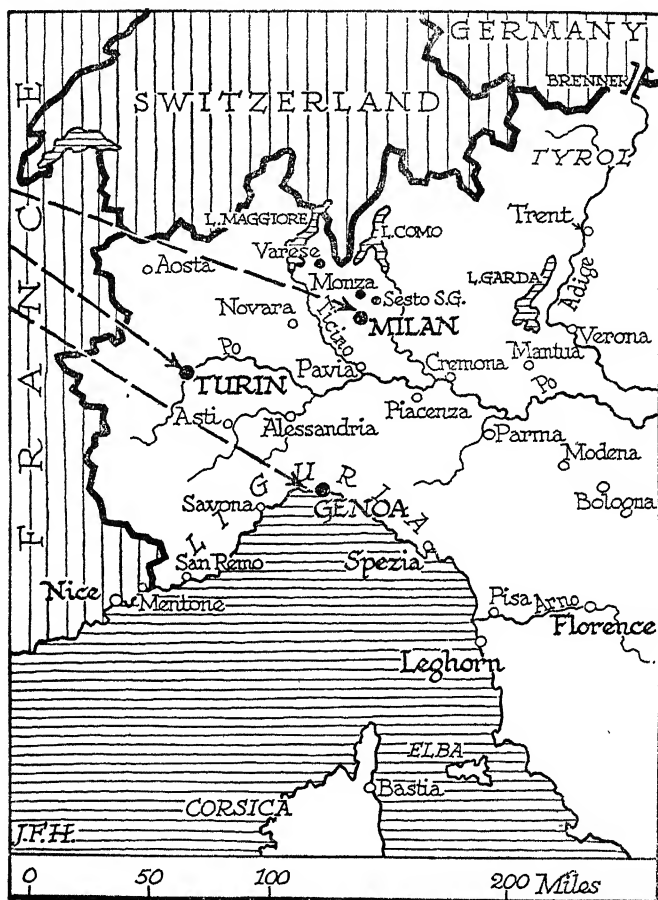 GERMANY
BRENNER
SWITZERLAND
TYROL
FRANCE
L. MAGGIORE
L. COMO
Trent
Varese
Aosta
Monza
L. GARDA
Adige
Sesto S.G.
Novara
Ticino
MILAN
Verona
Po
Mantua
TURIN
Pavia
Cremona
Po
Piacenza
Asti
Alessandria
Parma
Modena
LIGURIA
Bologna
Savona
GENOA
San Remo
Spezia
Nice
Mentone
Pisa
Arno
Florence
Leghorn
ELBA
Bastia
CORSICA
J.F.H.
0 50 100 200 Miles